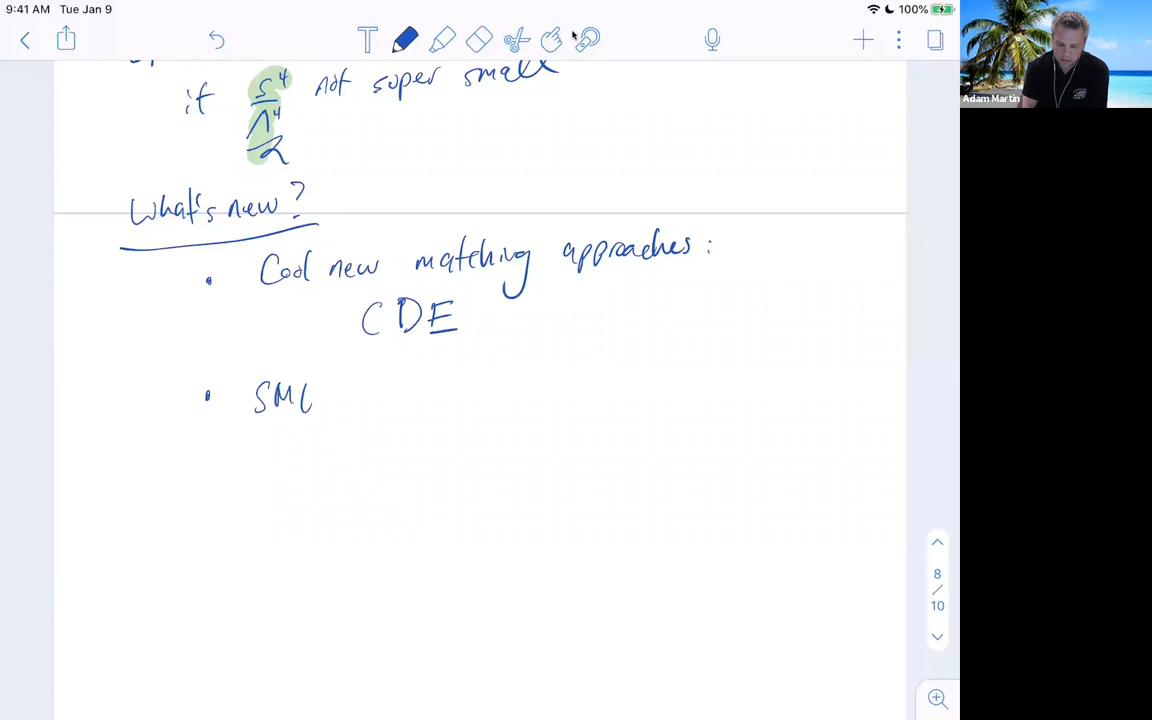 9:41 AM Tue Jan 9
100%
if s⁴ not super small
Λ⁴
2
What's new?
• Cool new matching approaches:
CDE
• SM
8
/
10
Adam Martin